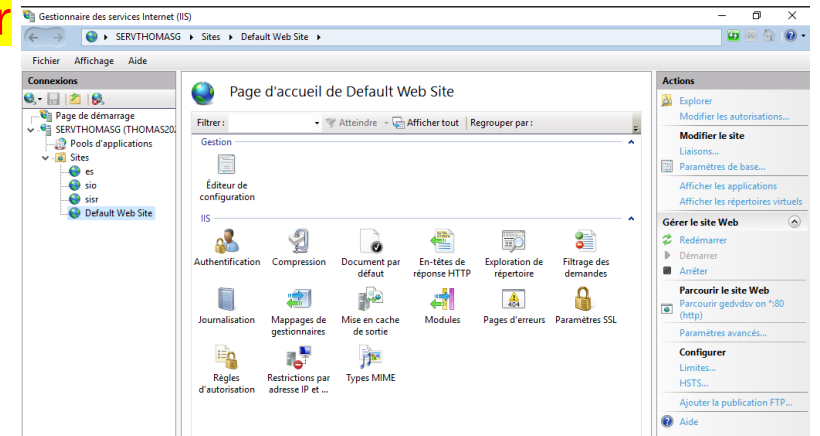 r
Gestionnaire des services Internet (IIS)
SERVTHOMASG ▸ Sites ▸ Default Web Site ▸
Fichier Affichage Aide
Connexions
Page de démarrage
SERVTHOMASG (THOMAS20
Pools d'applications
Sites
es
sio
sisr
Default Web Site
Page d'accueil de Default Web Site
Filtrer: Atteindre Afficher tout Regrouper par:
Gestion
Éditeur de
configuration
IIS
Authentification Compression Document par
défaut En-têtes de
réponse HTTP Exploration de
répertoire Filtrage des
demandes
Journalisation Mappages de
gestionnaires Mise en cache
de sortie Modules Pages d'erreurs Paramètres SSL
Règles
d'autorisation Restrictions par
adresse IP et ... Types MIME
Actions
Explorer
Modifier les autorisations...
Modifier le site
Liaisons...
Paramètres de base...
Afficher les applications
Afficher les répertoires virtuels
Gérer le site Web
Redémarrer
Démarrer
Arrêter
Parcourir le site Web
Parcourir gedvdsv on *:80
(http)
Paramètres avancés...
Configurer
Limites...
HSTS...
Ajouter la publication FTP...
Aide